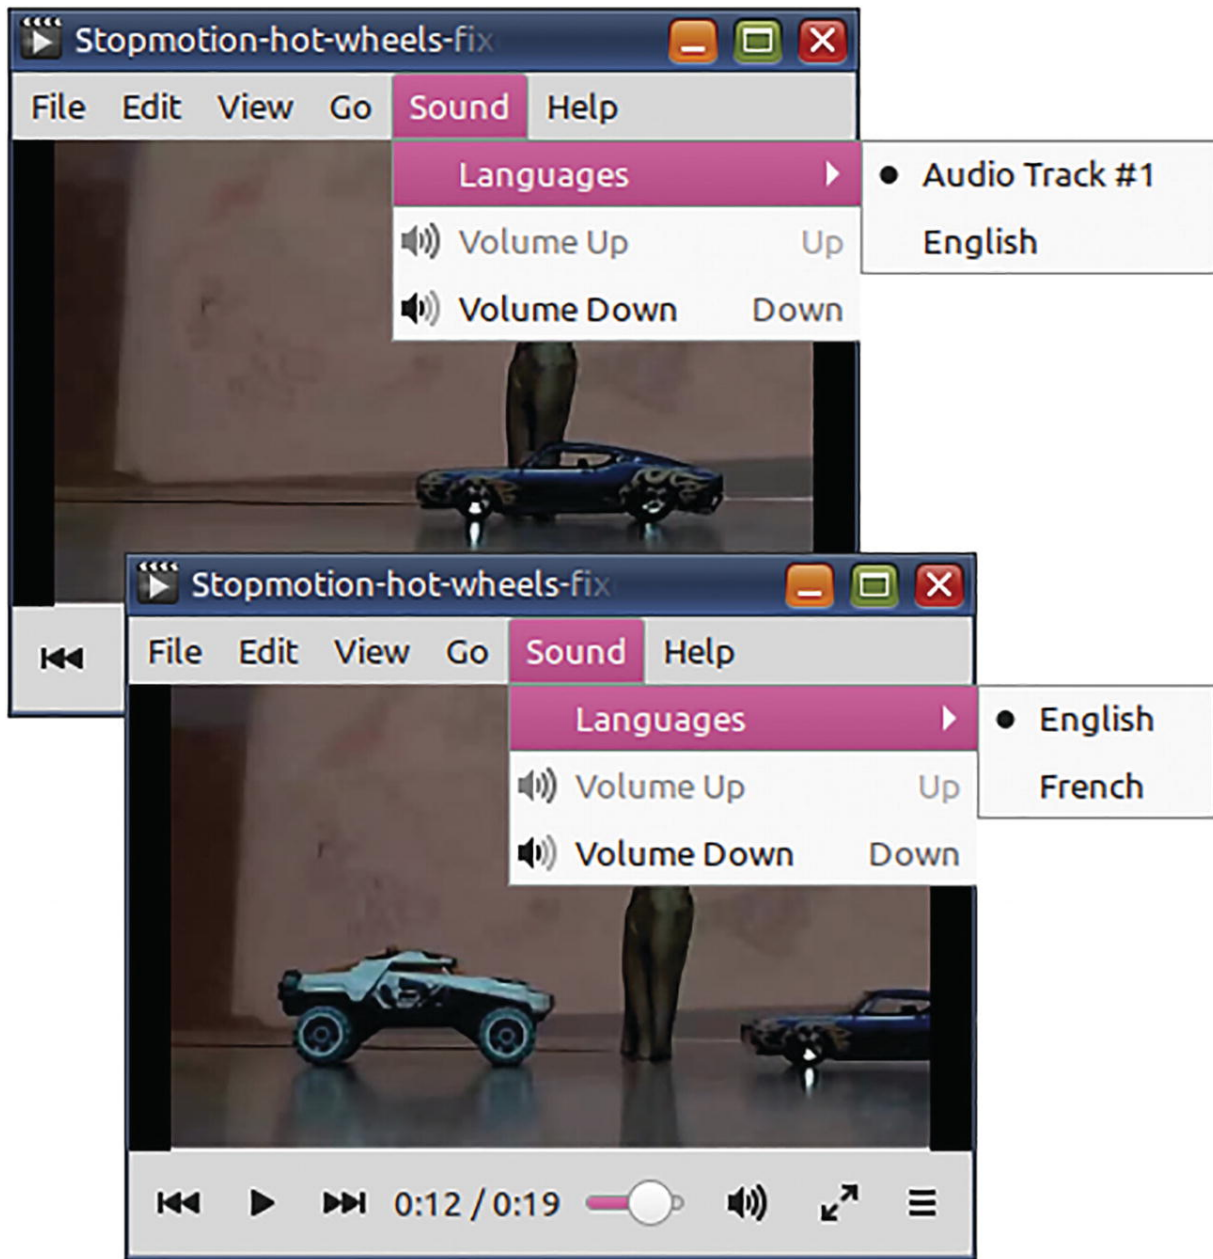 Stopmotion-hot-wheels-fix
File Edit View Go Sound Help
Languages
Audio Track #1
Volume Up Up
English
Volume Down Down
Stopmotion-hot-wheels-fix
File Edit View Go Sound Help
Languages
English
Volume Up Up
French
Volume Down Down
0:12 / 0:19